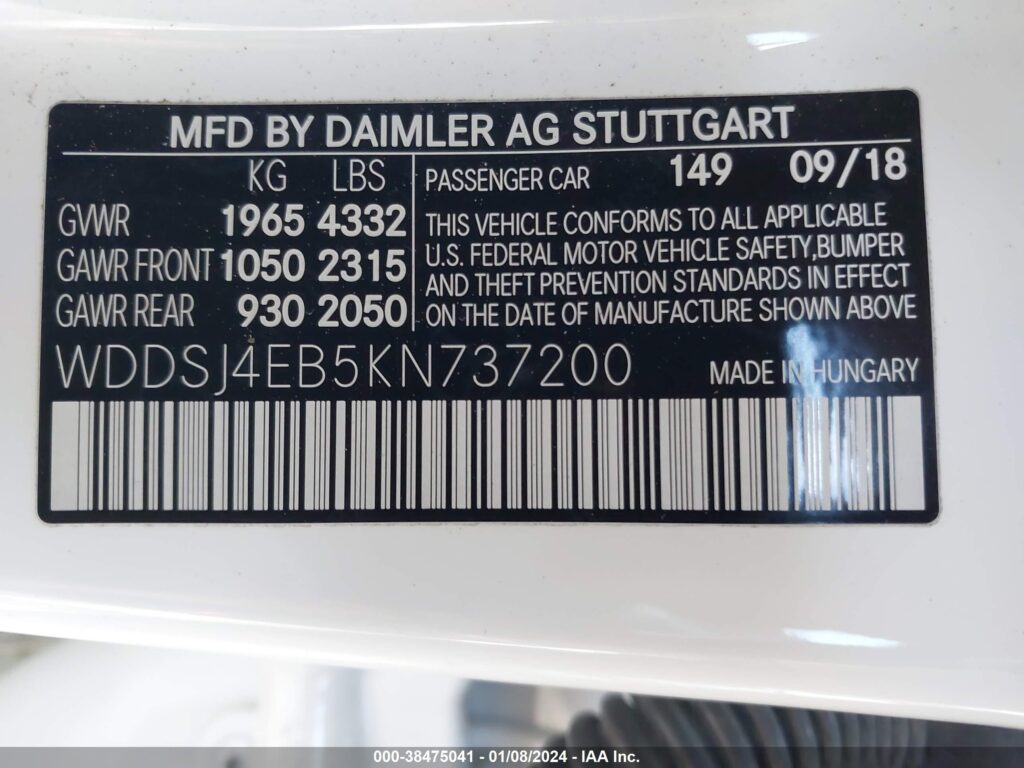 MFD BY DAIMLER AG STUTTGART
KG LBS
GVWR 1965 4332
GAWR FRONT 1050 2315
GAWR REAR 930 2050
PASSENGER CAR 149 09/18
THIS VEHICLE CONFORMS TO ALL APPLICABLE
U.S. FEDERAL MOTOR VEHICLE SAFETY,BUMPER
AND THEFT PREVENTION STANDARDS IN EFFECT
ON THE DATE OF MANUFACTURE SHOWN ABOVE
WDDSJ4EB5KN737200 MADE IN HUNGARY
000-38475041 - 01/08/2024 - IAA Inc.